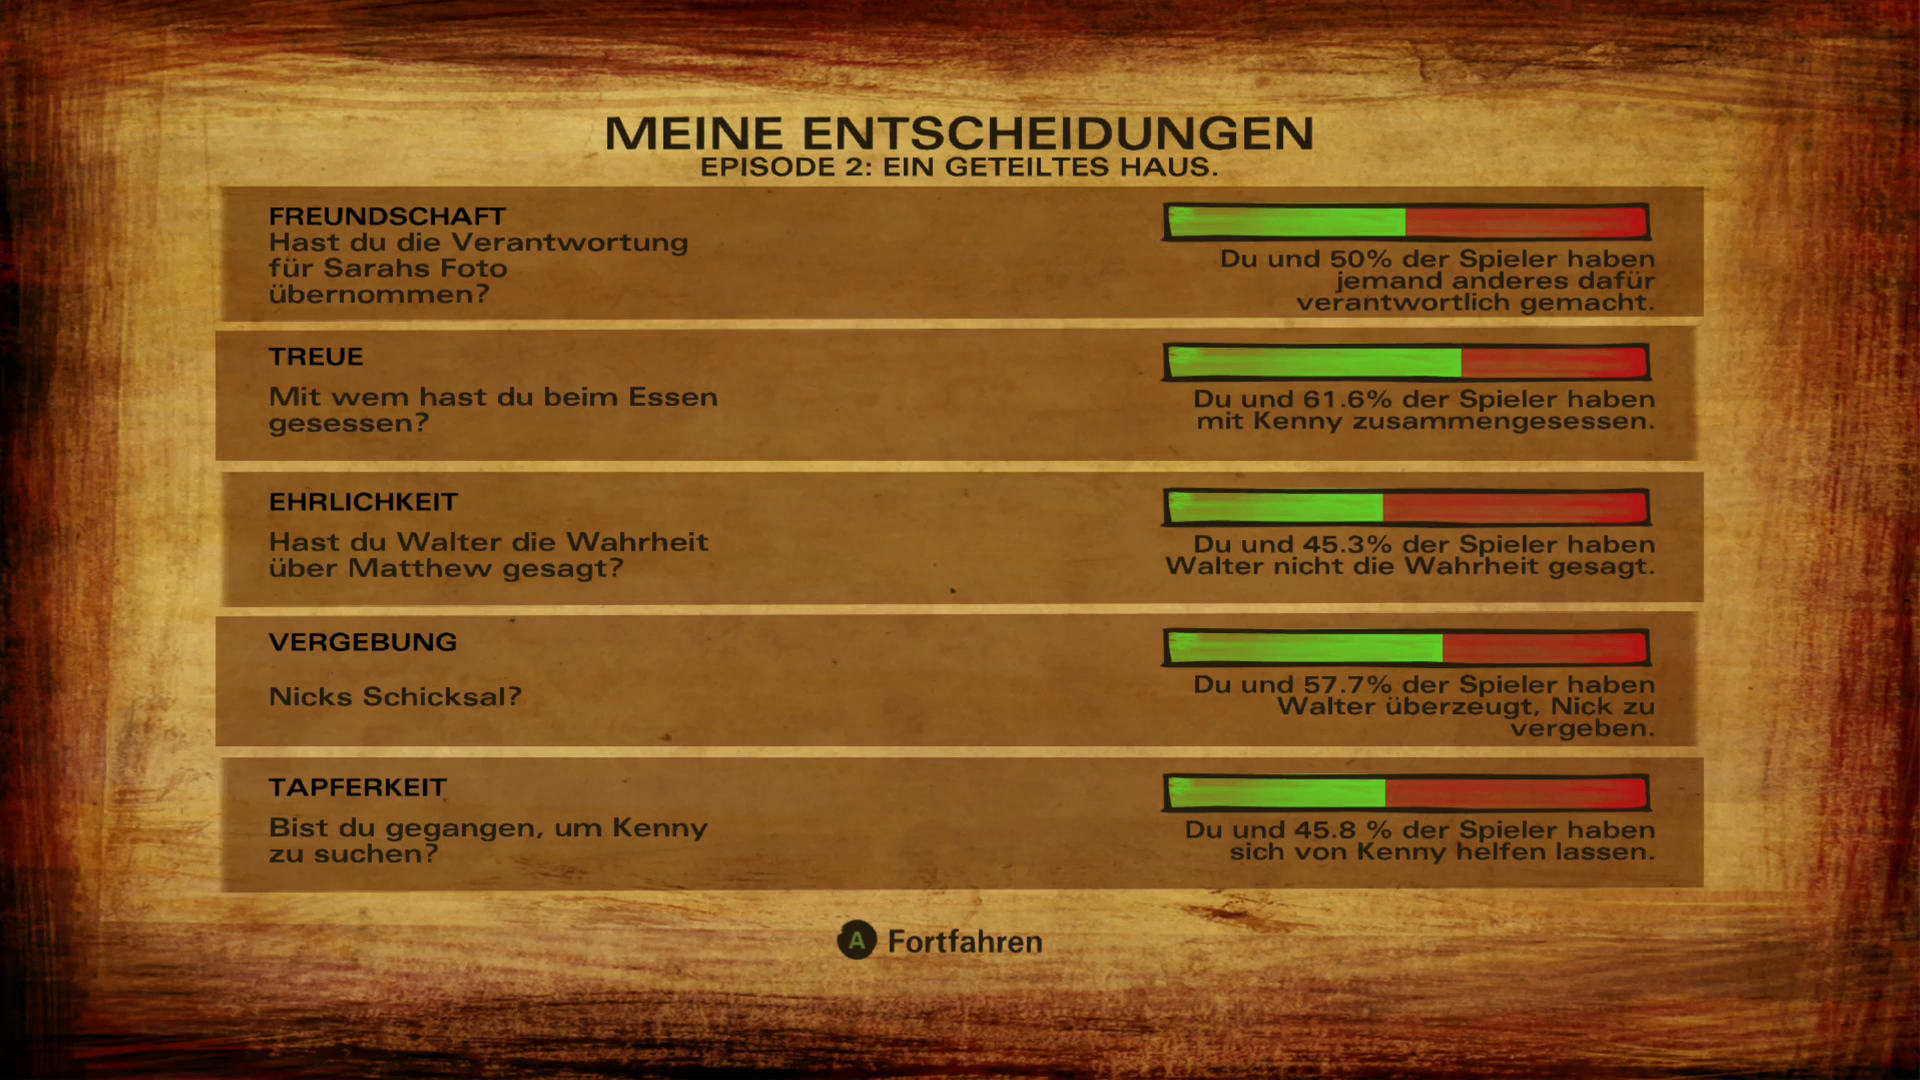 MEINE ENTSCHEIDUNGEN
EPISODE 2: EIN GETEILTES HAUS.
FREUNDSCHAFT
Hast du die Verantwortung
für Sarahs Foto
übernommen?
Du und 50% der Spieler haben
jemand anderes dafür
verantwortlich gemacht.
TREUE
Mit wem hast du beim Essen
gesessen?
Du und 61.6% der Spieler haben
mit Kenny zusammengesessen.
EHRLICHKEIT
Hast du Walter die Wahrheit
über Matthew gesagt?
Du und 45.3% der Spieler haben
Walter nicht die Wahrheit gesagt.
VERGEBUNG
Nicks Schicksal?
Du und 57.7% der Spieler haben
Walter überzeugt, Nick zu
vergeben.
TAPFERKEIT
Bist du gegangen, um Kenny
zu suchen?
Du und 45.8 % der Spieler haben
sich von Kenny helfen lassen.
A Fortfahren